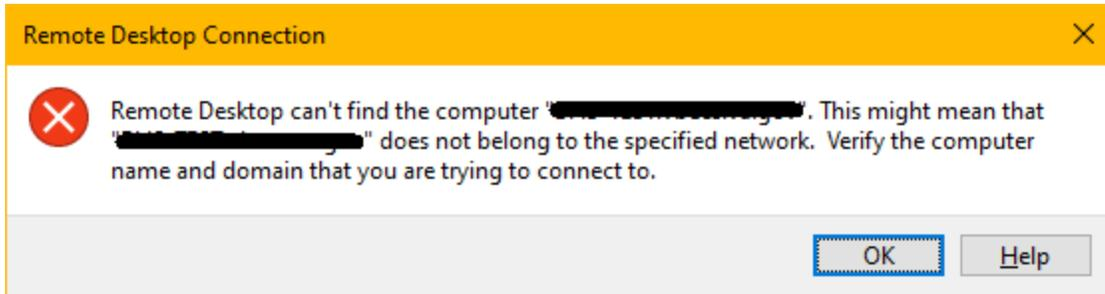 Remote Desktop Connection
Remote Desktop can't find the computer "". This might mean that
"" does not belong to the specified network.  Verify the computer
name and domain that you are trying to connect to.
OK
Help